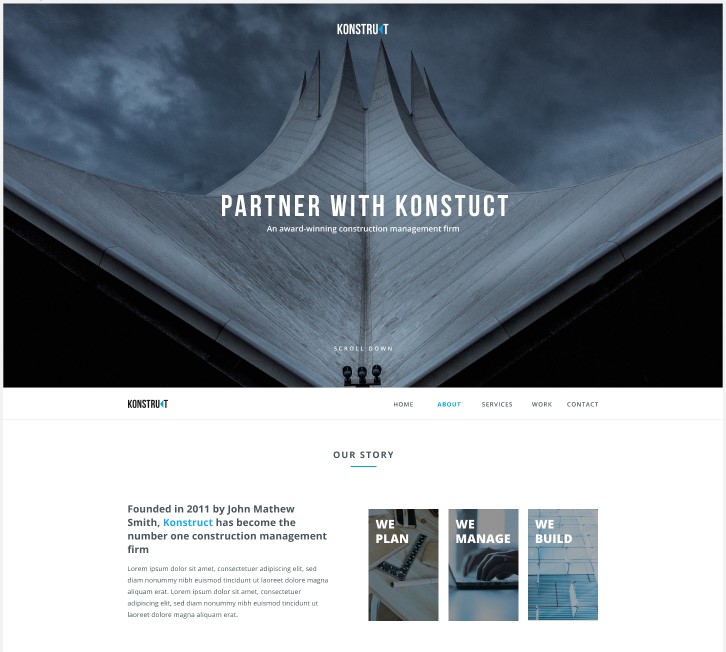 KONSTRUKT
PARTNER WITH KONSTUCT
An award-winning construction management firm
SCROLL DOWN
KONSTRUKT
HOME ABOUT SERVICES WORK CONTACT
OUR STORY
Founded in 2011 by John Mathew
Smith, Konstruct has become the
number one construction management
firm
Lorem ipsum dolor sit amet, consectetuer adipiscing elit, sed
diam nonummy nibh euismod tincidunt ut laoreet dolore magna
aliquam erat. Lorem ipsum dolor sit amet, consectetuer
adipiscing elit, sed diam nonummy nibh euismod tincidunt ut
laoreet dolore magna aliquam erat.
WE
PLAN
WE
MANAGE
WE
BUILD